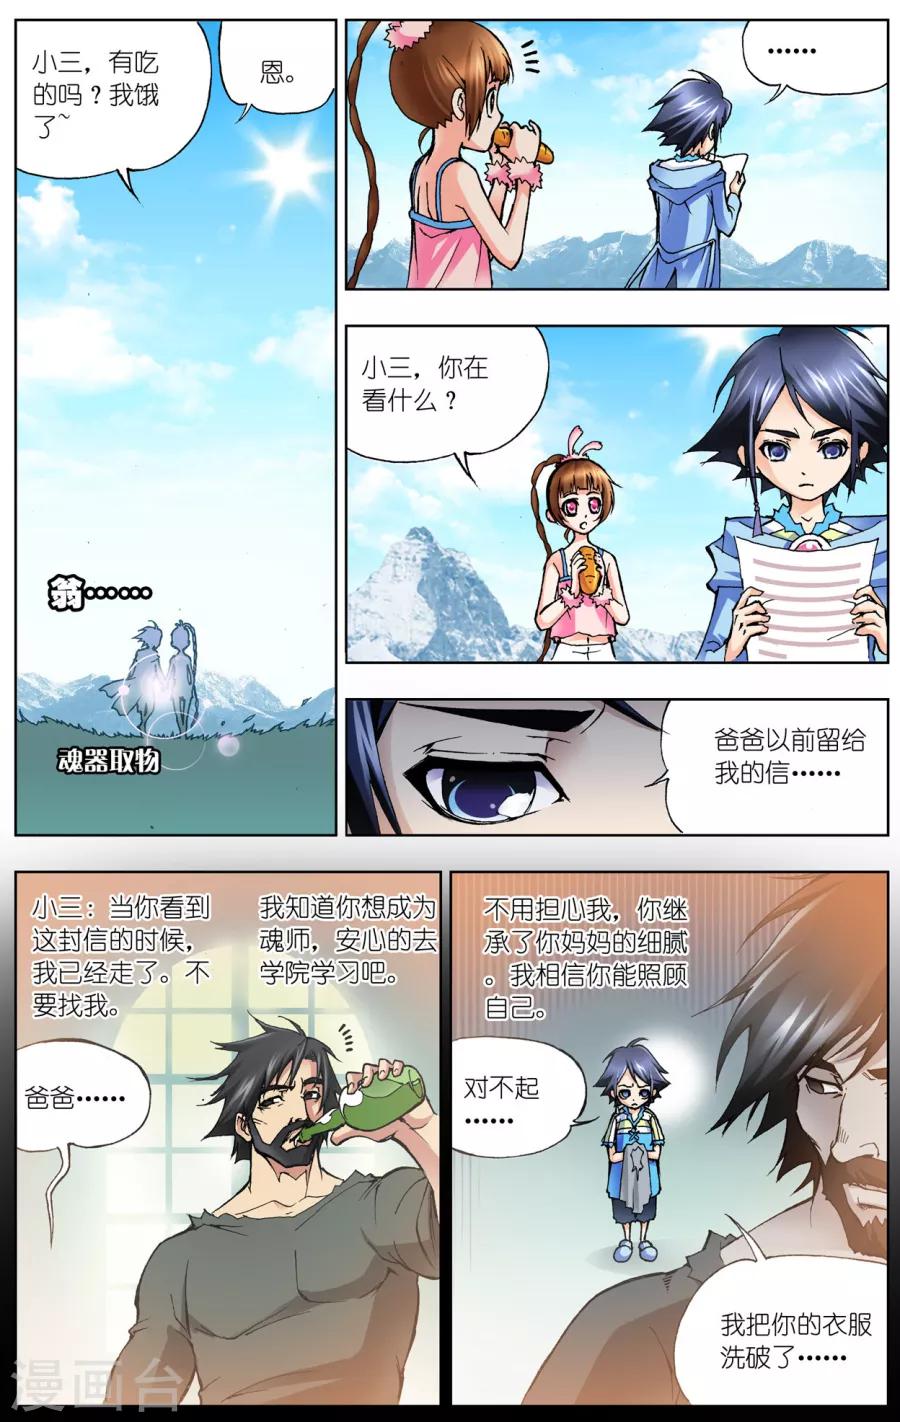 小三，有吃
的吗？我饿
了~
恩。
翁⋯⋯⋯
魂器取物
⋯⋯
小三，你在
看什么？
爸爸以前留给
我的信⋯⋯
小三：当你看到
这封信的时候，
我已经走了。不
要找我。
我知道你想成为
魂师，安心的去
学院学习吧。
爸爸⋯⋯
不用担心我，你继
承了你妈妈的细腻
。我相信你能照顾
自己。
对不起
⋯⋯
我把你的衣服
洗破了⋯⋯
漫画台